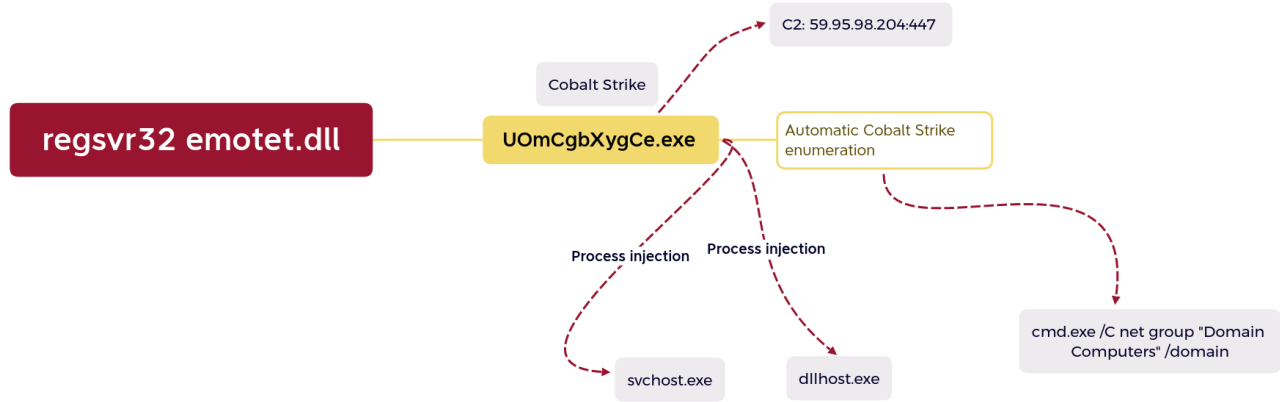 C2: 59.95.98.204:447
Cobalt Strike
regsvr32 emotet.dll
UOmCgbXygCe.exe
Automatic Cobalt Strike
enumeration
Process injection
Process injection
cmd.exe /C net group "Domain
Computers" /domain
svchost.exe
dllhost.exe